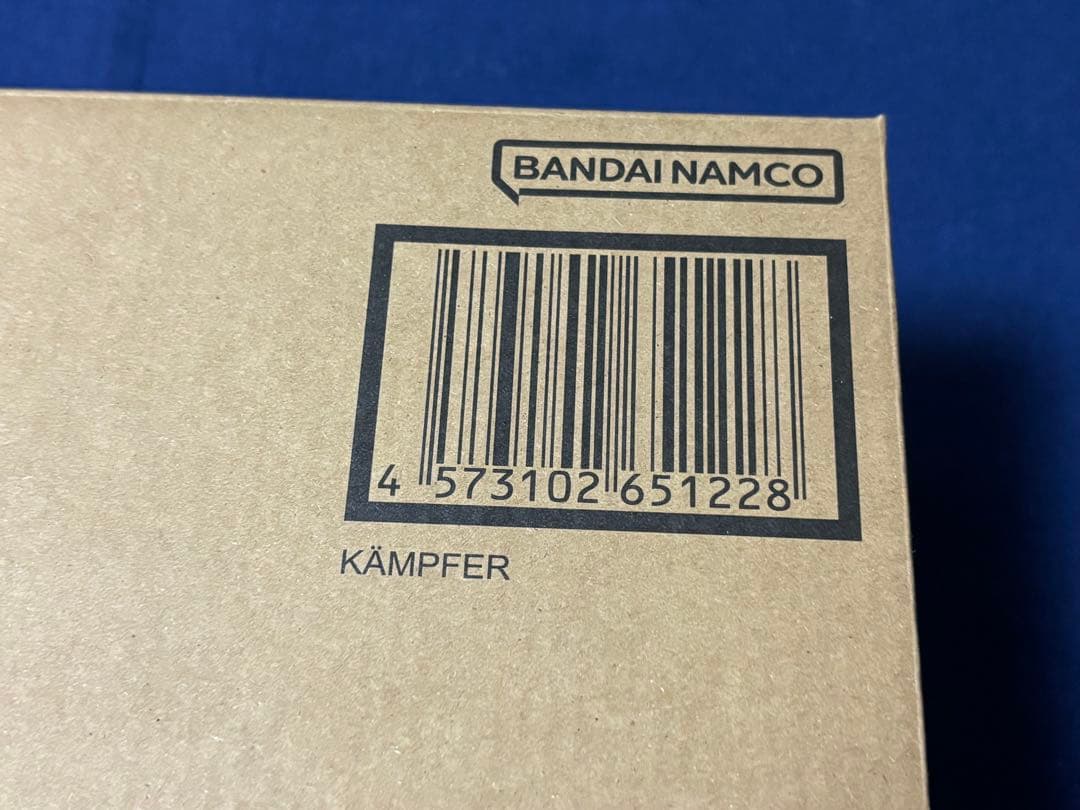 BANDAI NAMCO
4 573102 651228
KÄMPFER